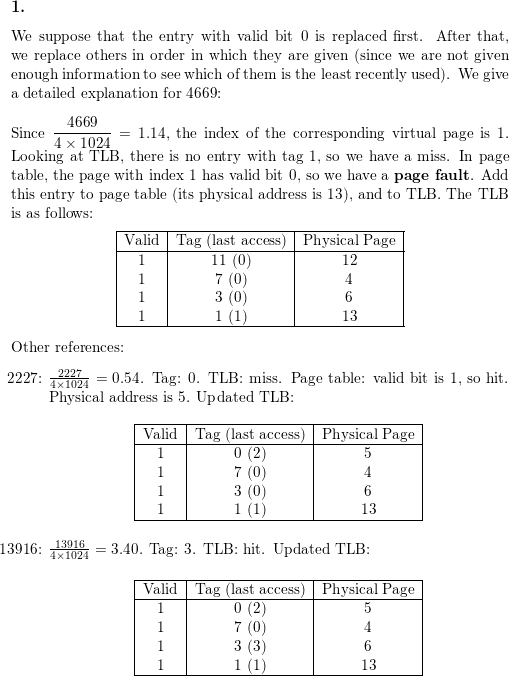 1.
We suppose that the entry with valid bit 0 is replaced first. After that,
we replace others in order in which they are given (since we are not given
enough information to see which of them is the least recently used). We give
a detailed explanation for 4669:
Since 4669 / 4 × 1024 = 1.14, the index of the corresponding virtual page is 1.
Looking at TLB, there is no entry with tag 1, so we have a miss. In page
table, the page with index 1 has valid bit 0, so we have a page fault. Add
this entry to page table (its physical address is 13), and to TLB. The TLB
is as follows:
Valid Tag (last access) Physical Page
1 11 (0) 12
1 7 (0) 4
1 3 (0) 6
1 1 (1) 13
Other references:
2227: 2227 / 4×1024 = 0.54. Tag: 0. TLB: miss. Page table: valid bit is 1, so hit.
Physical address is 5. Updated TLB:
Valid Tag (last access) Physical Page
1 0 (2) 5
1 7 (0) 4
1 3 (0) 6
1 1 (1) 13
13916: 13916 / 4×1024 = 3.40. Tag: 3. TLB: hit. Updated TLB:
Valid Tag (last access) Physical Page
1 0 (2) 5
1 7 (0) 4
1 3 (3) 6
1 1 (1) 13